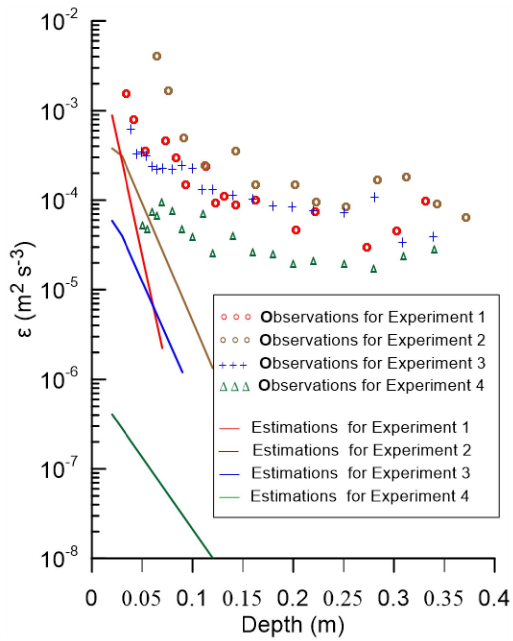 10-2
10-3
10-4
10-5
10-6
10-7
10-8
ε (m2 s-3)
Observations for Experiment 1
Observations for Experiment 2
Observations for Experiment 3
Observations for Experiment 4
Estimations for Experiment 1
Estimations for Experiment 2
Estimations for Experiment 3
Estimations for Experiment 4
0 0.05 0.1 0.15 0.2 0.25 0.3 0.35 0.4
Depth (m)